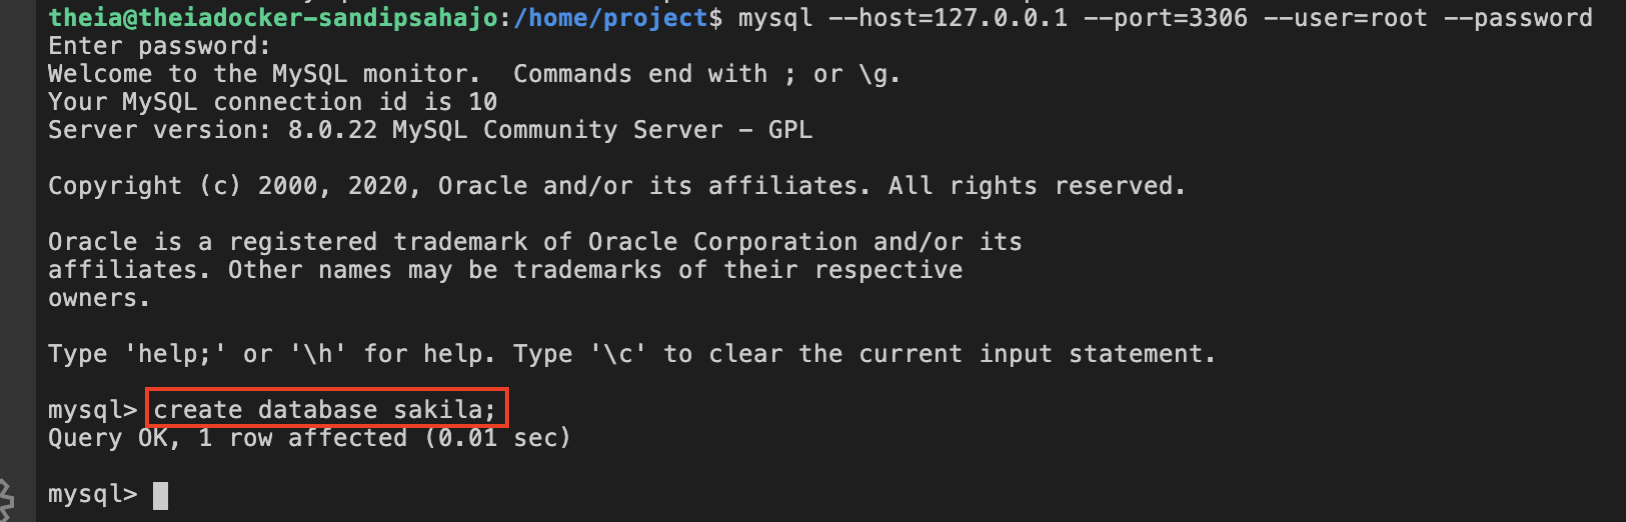 theia@theiadocker-sandipsahajo:/home/project$ mysql --host=127.0.0.1 --port=3306 --user=root --password
Enter password:
Welcome to the MySQL monitor.  Commands end with ; or \g.
Your MySQL connection id is 10
Server version: 8.0.22 MySQL Community Server - GPL
Copyright (c) 2000, 2020, Oracle and/or its affiliates. All rights reserved.
Oracle is a registered trademark of Oracle Corporation and/or its
affiliates. Other names may be trademarks of their respective
owners.
Type 'help;' or '\h' for help. Type '\c' to clear the current input statement.
mysql> create database sakila;
Query OK, 1 row affected (0.01 sec)
mysql>